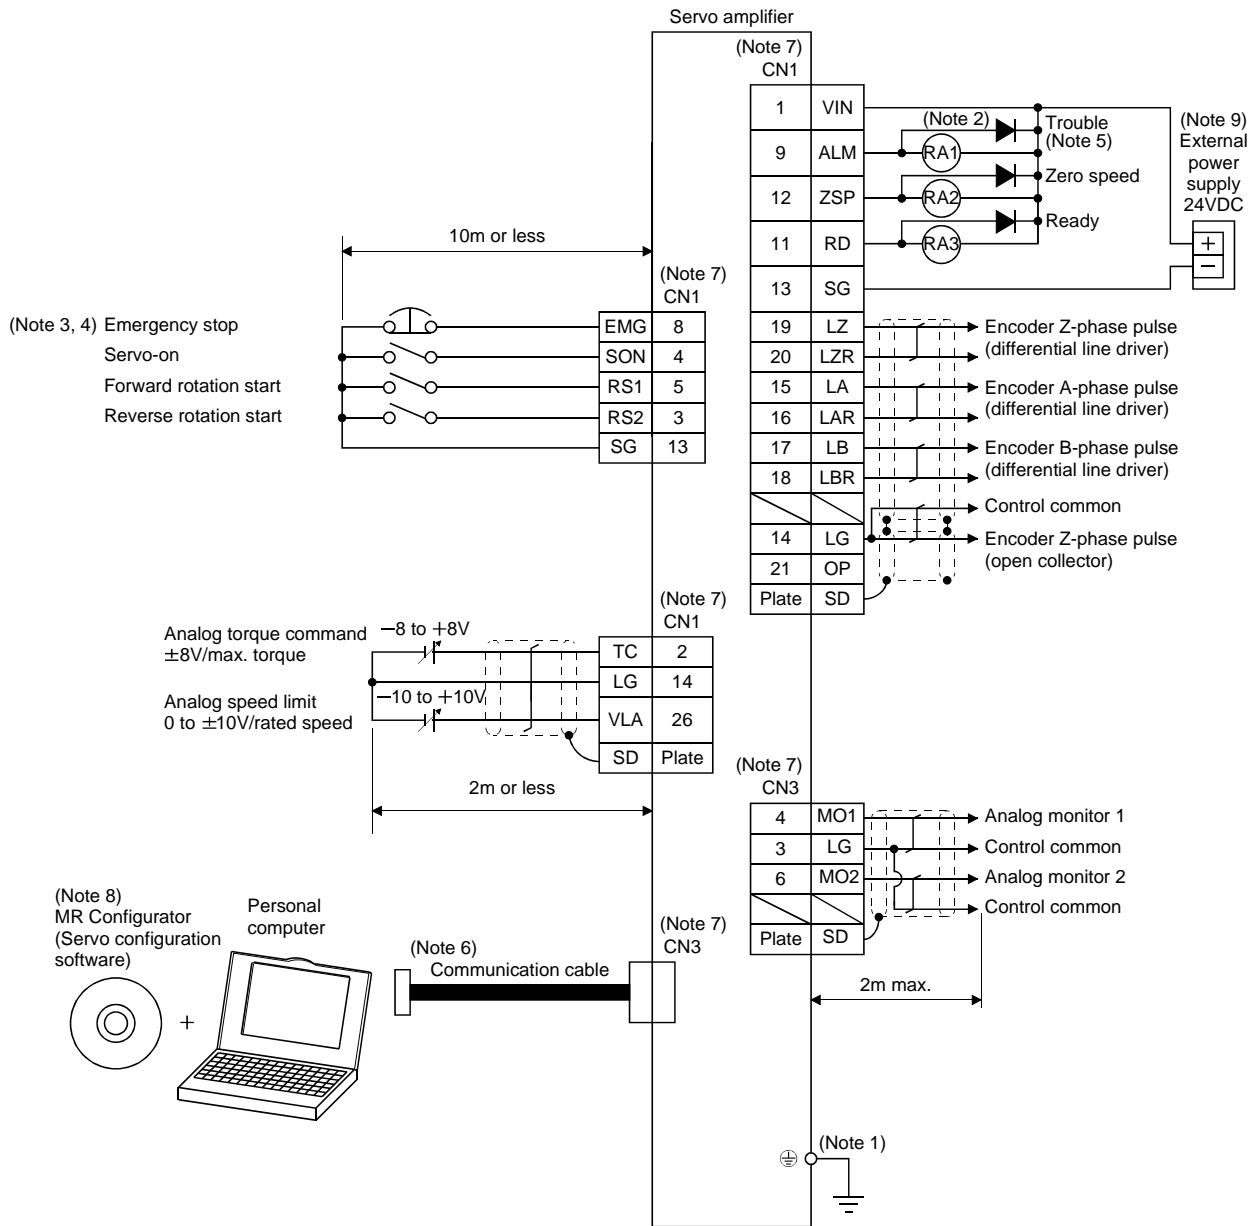 Servo amplifier
(Note 7)
CN1
1 VIN
9 ALM
12 ZSP
11 RD
13 SG
19 LZ
20 LZR
15 LA
16 LAR
17 LB
18 LBR
14 LG
21 OP
Plate SD
(Note 2)
RA1
RA2
RA3
Trouble
(Note 5)
Zero speed
Ready
(Note 9)
External
power
supply
24VDC
+
−
Encoder Z-phase pulse
(differential line driver)
Encoder A-phase pulse
(differential line driver)
Encoder B-phase pulse
(differential line driver)
Control common
Encoder Z-phase pulse
(open collector)
10m or less
(Note 7)
CN1
(Note 3, 4) Emergency stop
Servo-on
Forward rotation start
Reverse rotation start
EMG 8
SON 4
RS1 5
RS2 3
SG 13
(Note 7)
CN1
Analog torque command
±8V/max. torque
−8 to +8V
Analog speed limit
0 to ±10V/rated speed
−10 to +10V
TC 2
LG 14
VLA 26
SD Plate
2m or less
(Note 7)
CN3
4 MO1
3 LG
6 MO2
Plate SD
Analog monitor 1
Control common
Analog monitor 2
Control common
2m max.
(Note 8)
MR Configurator
(Servo configuration
software)
+
Personal
computer
(Note 6)
Communication cable
(Note 7)
CN3
(Note 1)